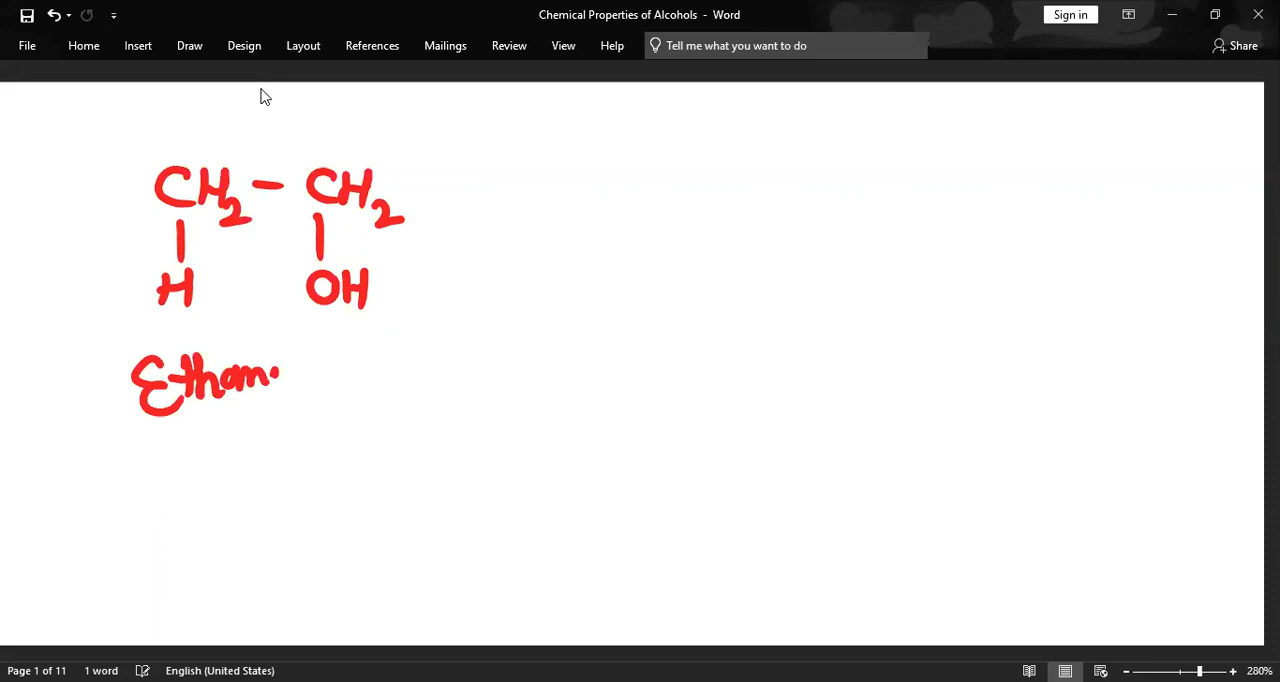 Chemical Properties of Alcohols - Word
Sign in
File Home Insert Draw Design Layout References Mailings Review View Help Tell me what you want to do Share
CH2 - CH2
H OH
Ethan
Page 1 of 11 1 word English (United States) 280%